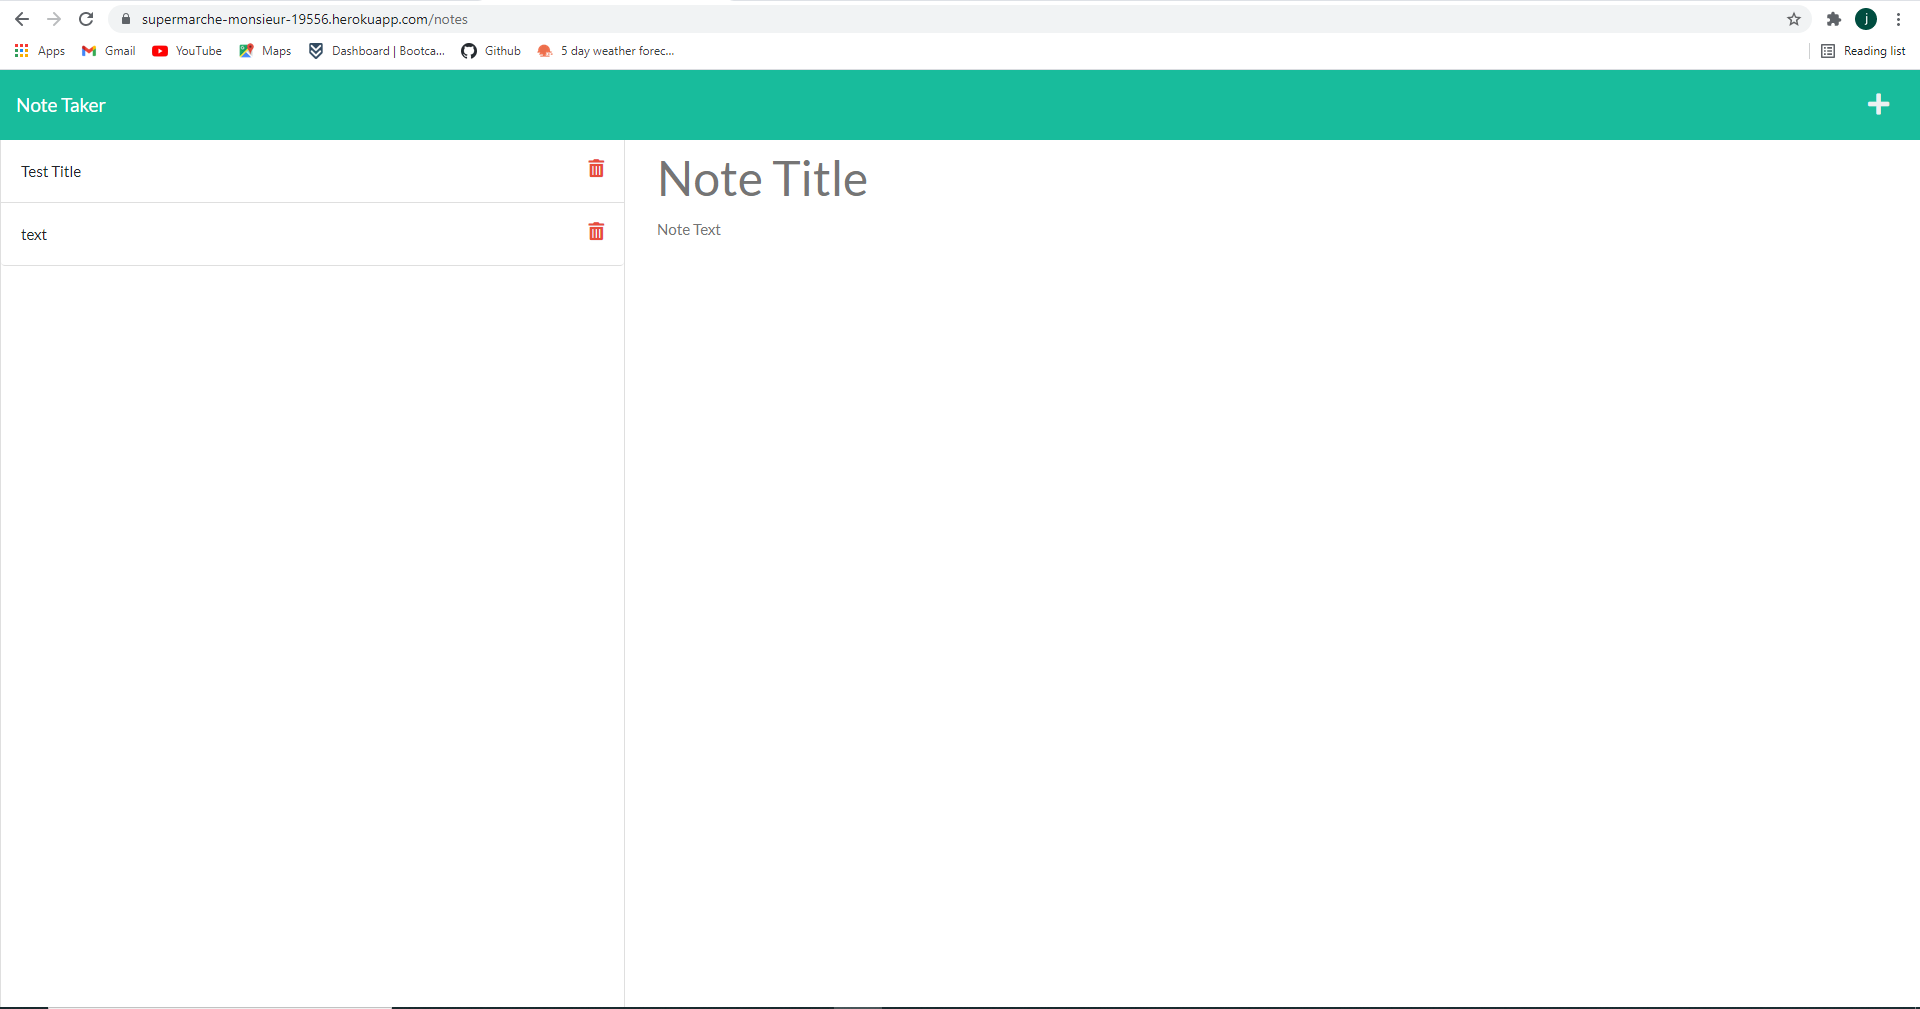 supermarche-monsieur-19556.herokuapp.com/notes
j
Apps Gmail YouTube Maps Dashboard | Bootca... Github 5 day weather forec... Reading list
Note Taker
Test Title
text
Note Title
Note Text